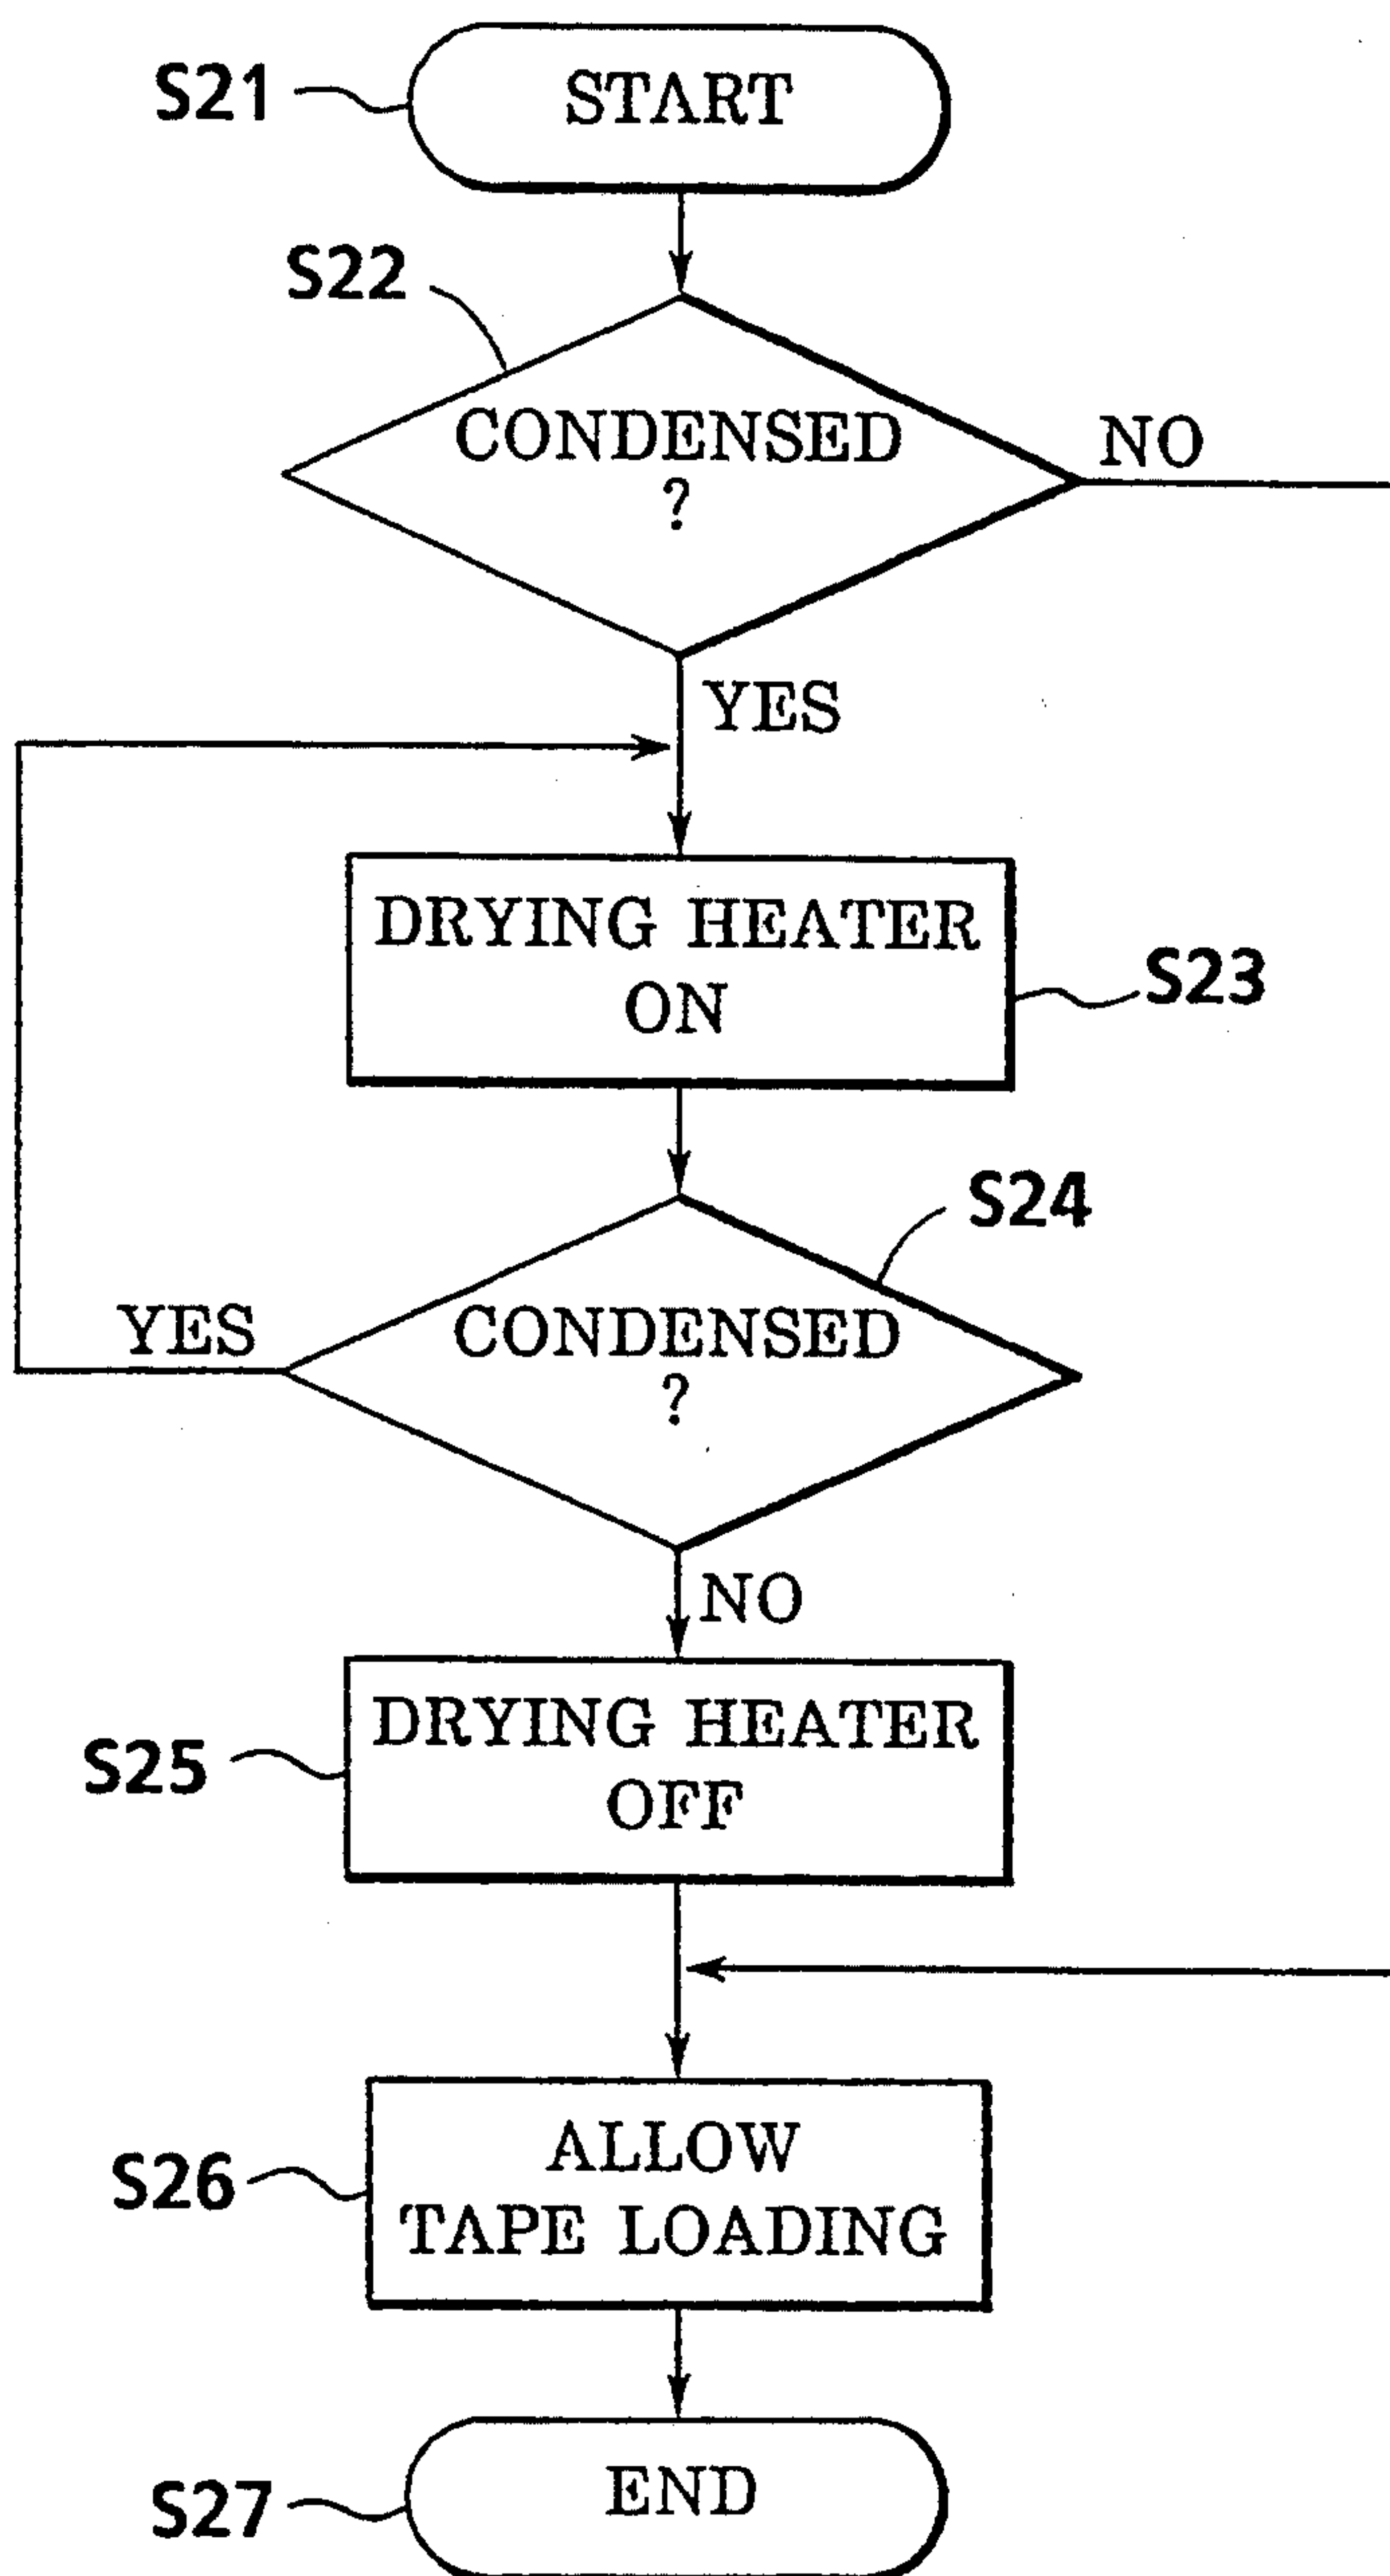 S21
START
S22
CONDENSED
?
NO
YES
DRYING HEATER
ON
S23
S24
YES
CONDENSED
?
NO
S25
DRYING HEATER
OFF
S26
ALLOW
TAPE LOADING
S27
END